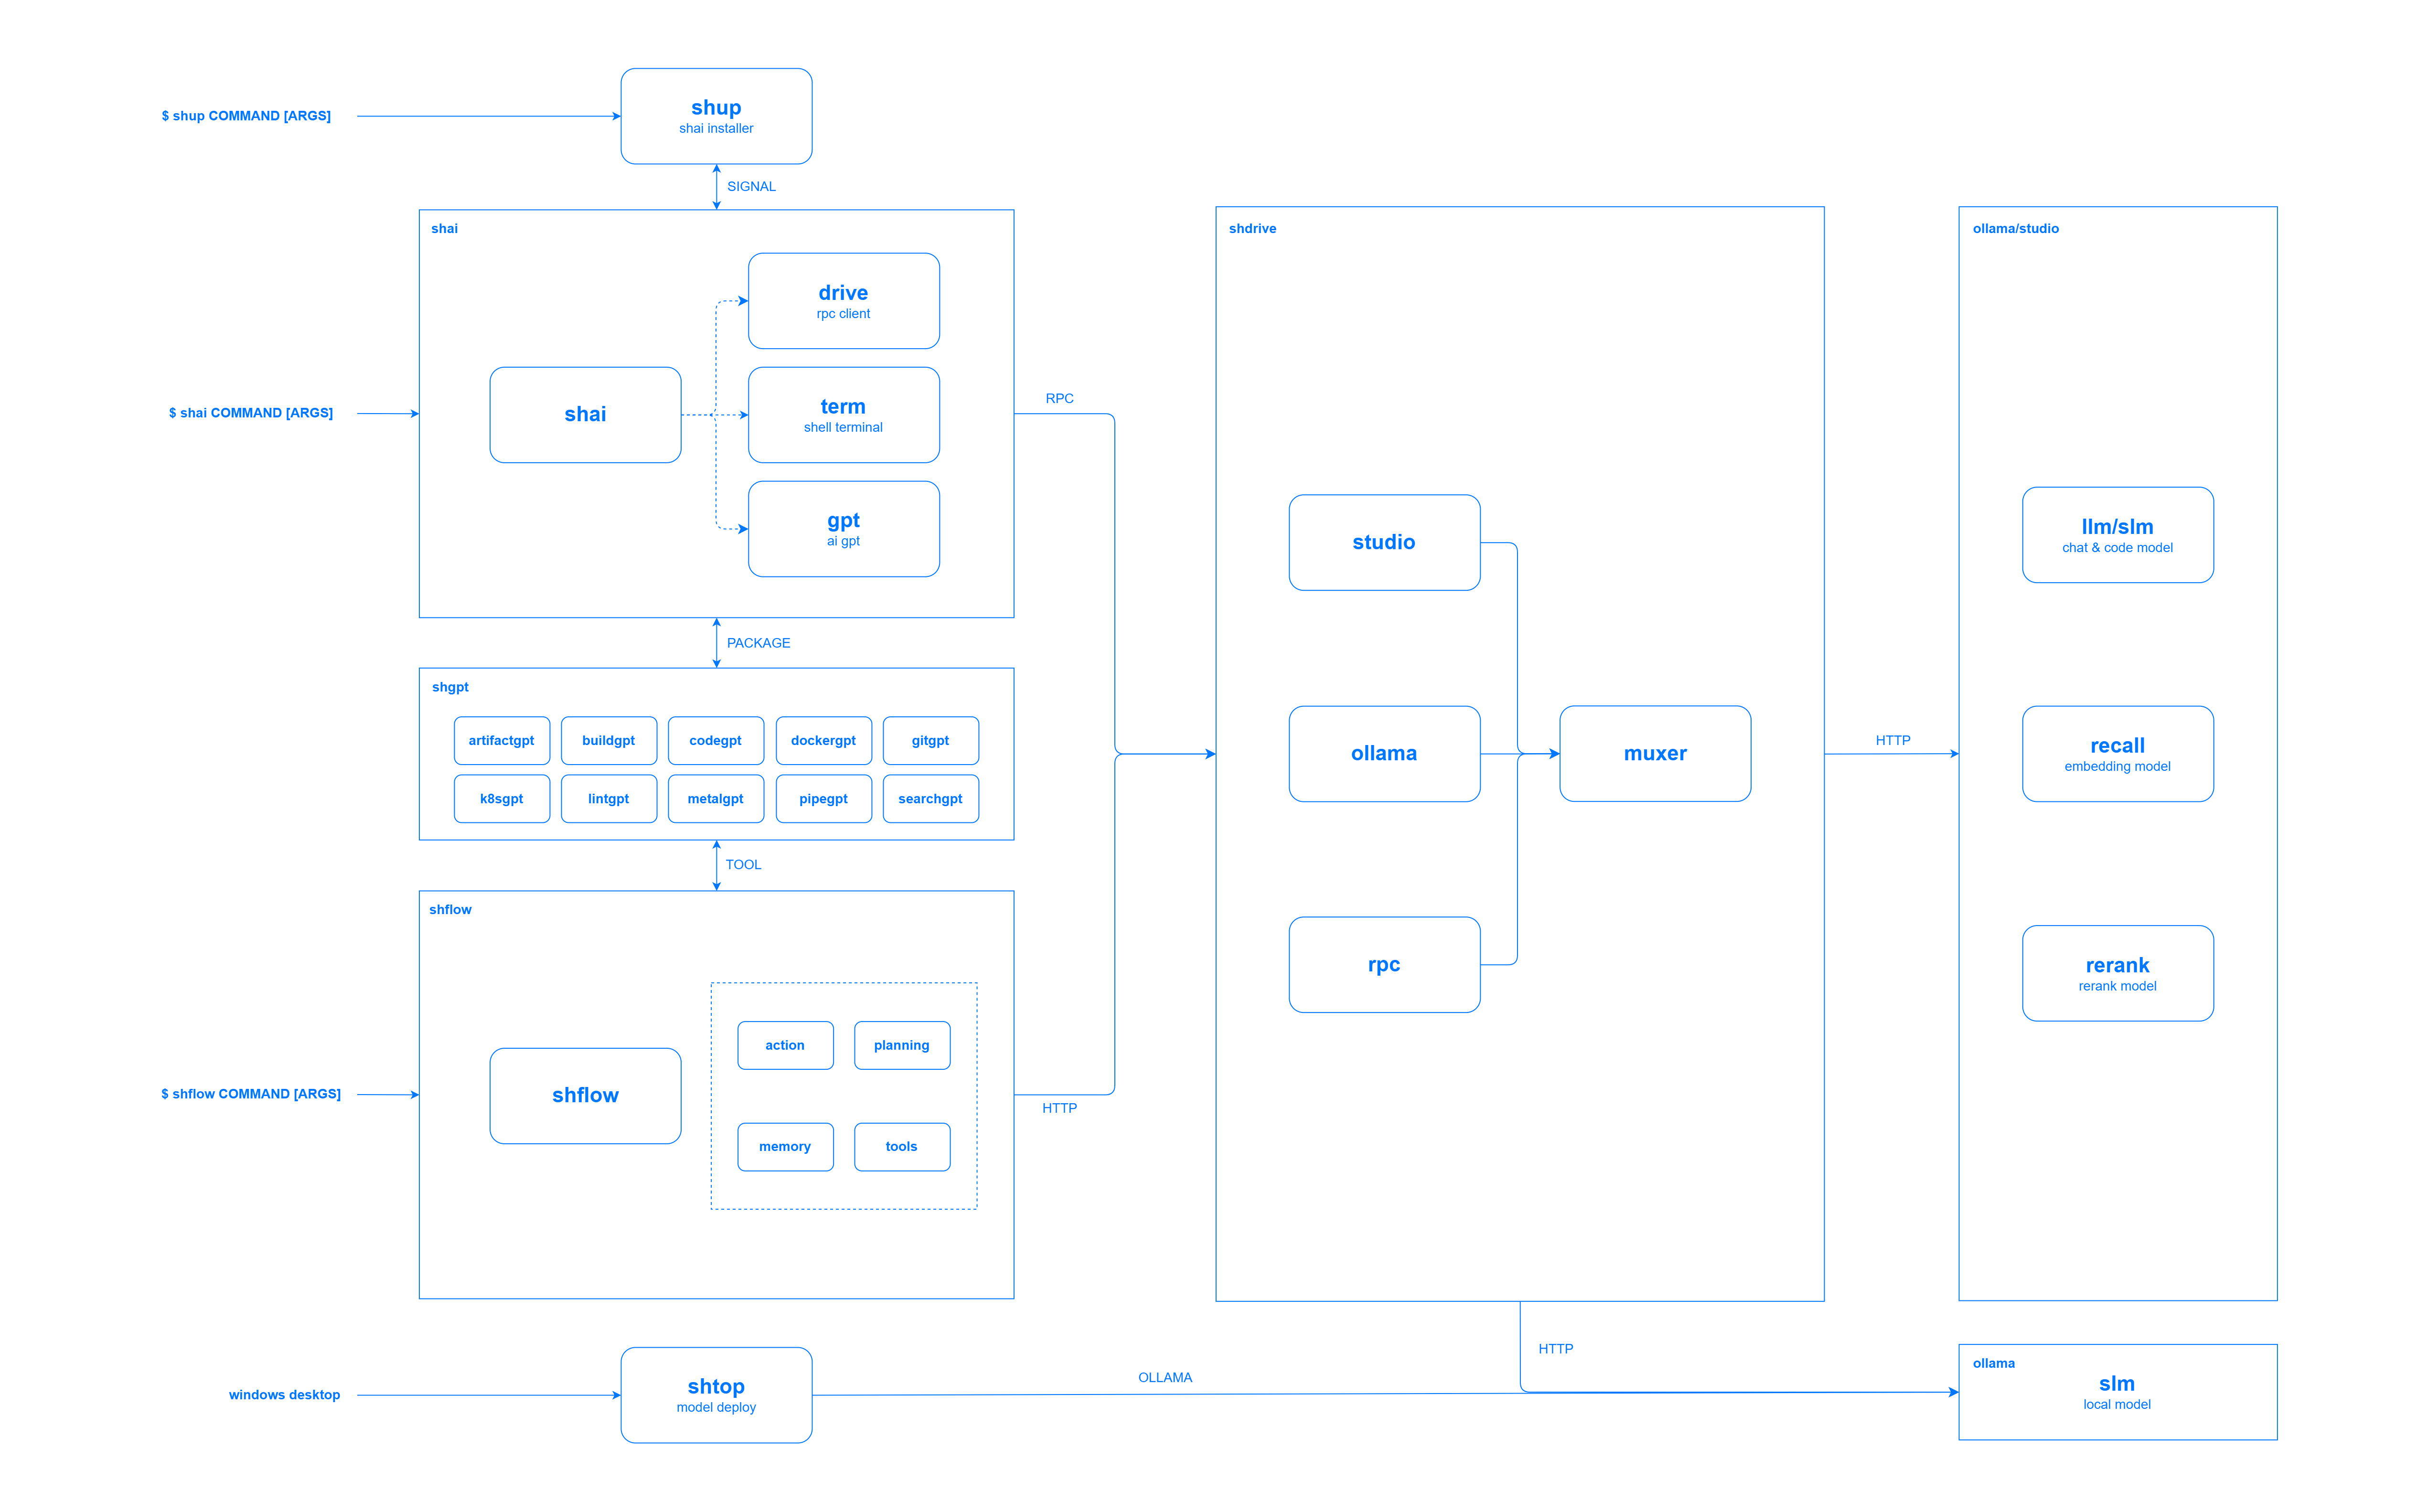 $ shup COMMAND [ARGS]
shup
shai installer
SIGNAL
shai
drive
rpc client
$ shai COMMAND [ARGS]
shai
term
shell terminal
gpt
ai gpt
RPC
PACKAGE
shgpt
artifactgpt buildgpt codegpt dockergpt gitgpt
k8sgpt lintgpt metalgpt pipegpt searchgpt
TOOL
shflow
$ shflow COMMAND [ARGS]
shflow
action planning
memory tools
HTTP
shdrive
studio
ollama
muxer
rpc
HTTP
ollama/studio
llm/slm
chat & code model
recall
embedding model
rerank
rerank model
windows desktop
shtop
model deploy
OLLAMA
HTTP
ollama
slm
local model